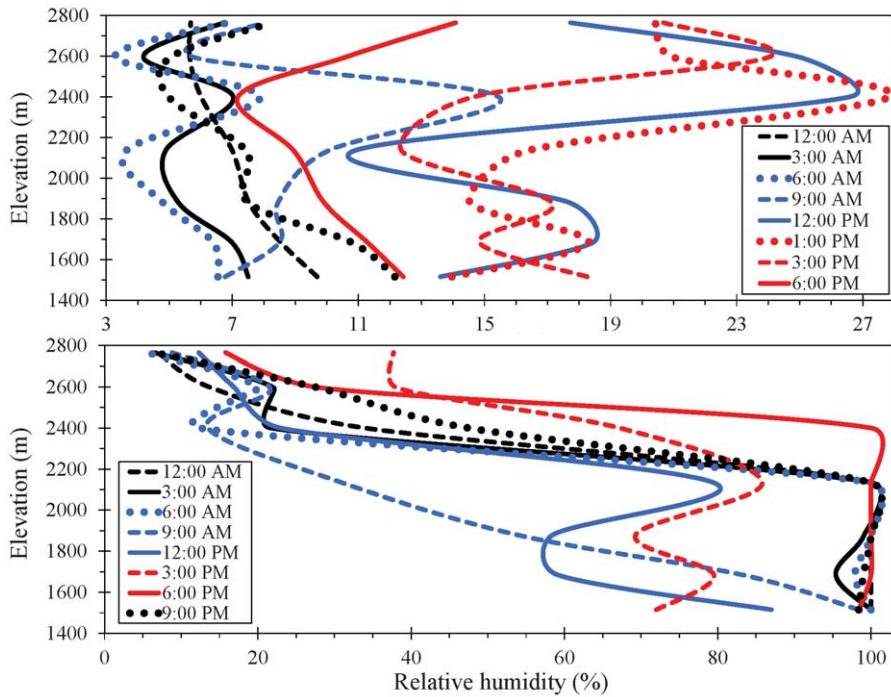 2800
2600
2400
2200
2000
1800
1600
1400
Elevation (m)
12:00 AM
3:00 AM
6:00 AM
9:00 AM
12:00 PM
1:00 PM
3:00 PM
6:00 PM
3 7 11 15 19 23 27
2800
2600
2400
2200
2000
1800
1600
1400
Elevation (m)
12:00 AM
3:00 AM
6:00 AM
9:00 AM
12:00 PM
3:00 PM
6:00 PM
9:00 PM
0 20 40 60 80 100
Relative humidity (%)